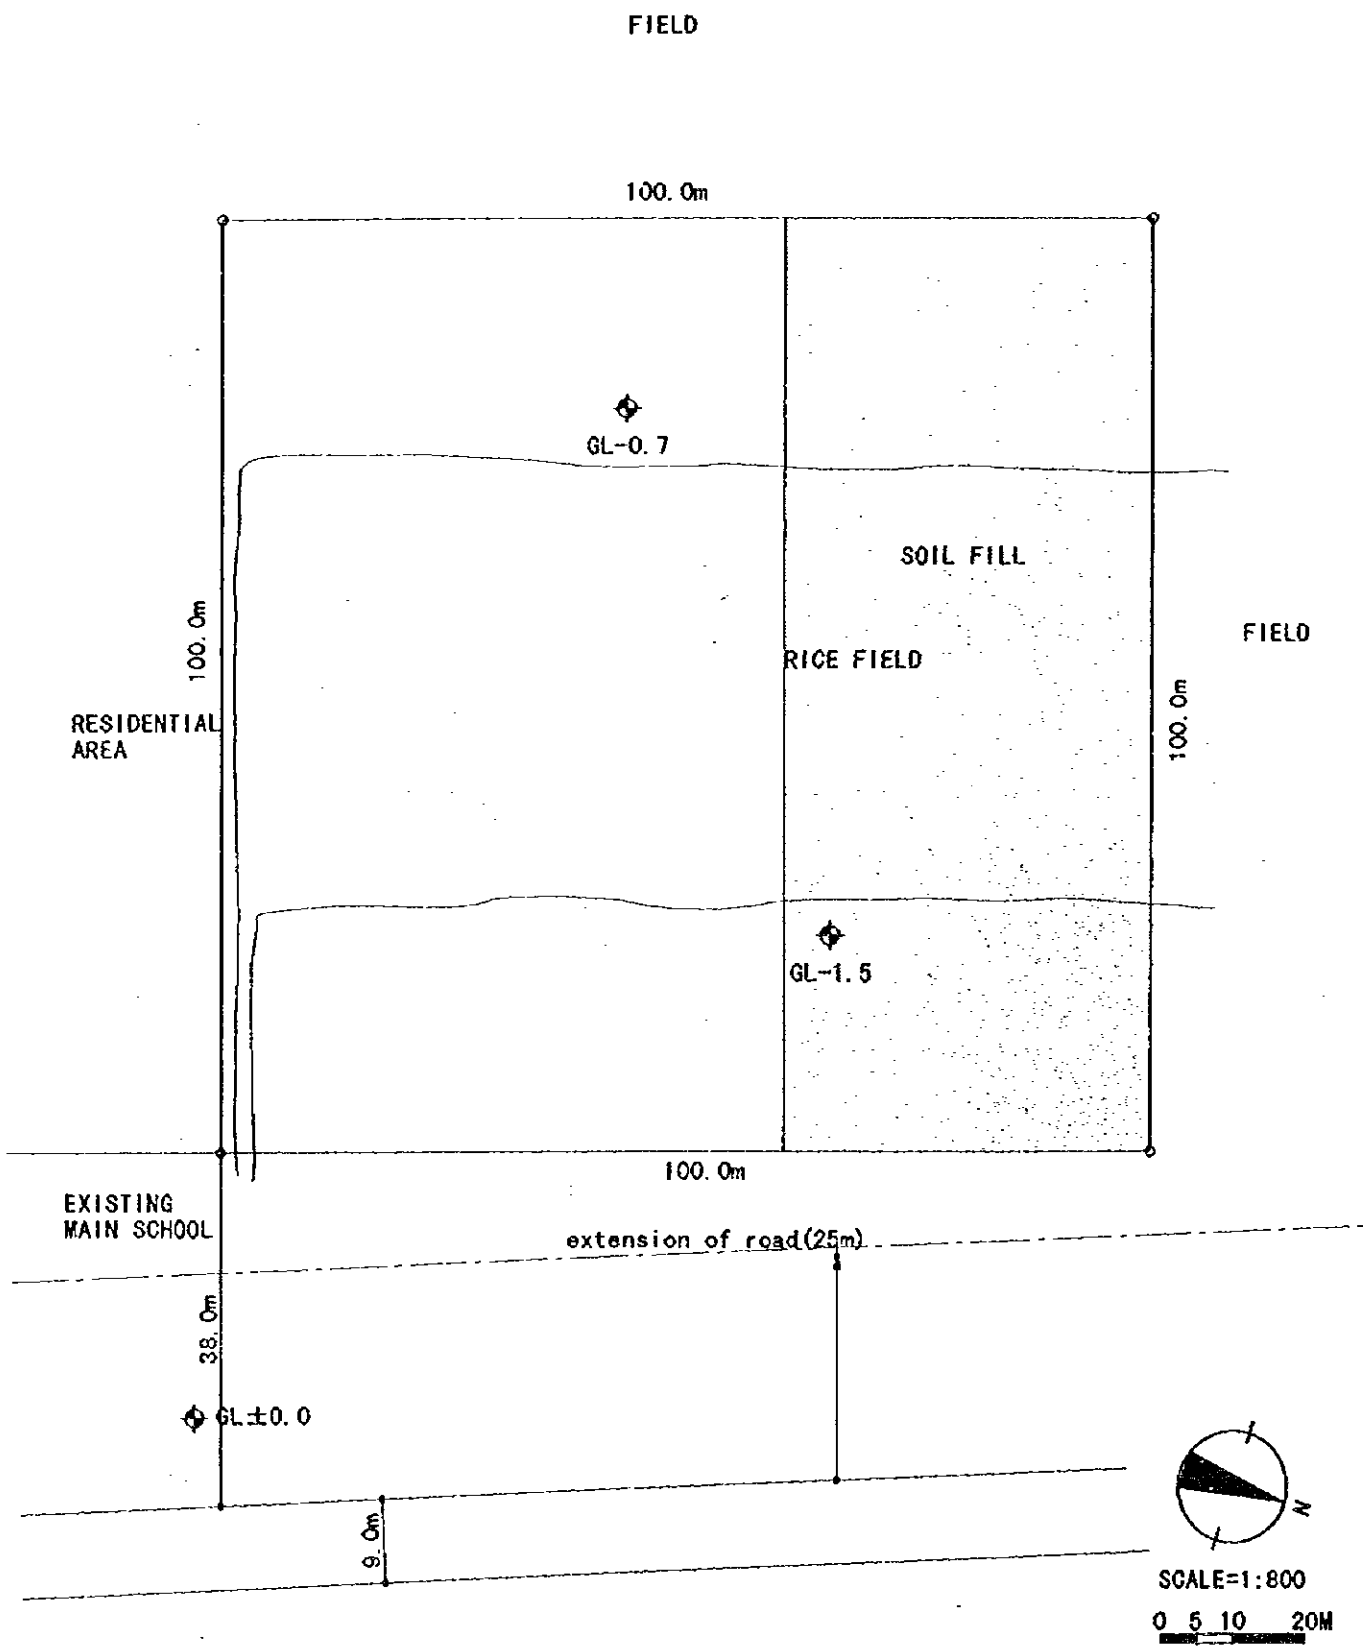 FIELD
100.0m
GL-0.7
SOIL FILL
100.0m
FIELD
RICE FIELD
100.0m
RESIDENTIAL
AREA
GL-1.5
100.0m
EXISTING
MAIN SCHOOL
extension of road(25m)
38.0m
GL±0.0
N
9.0m
SCALE=1:800
0 5 10 20M